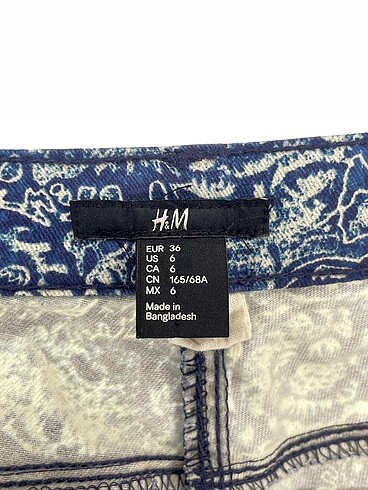 H&M
EUR 36
US 6
CA 6
CN 165/68A
MX 6
Made in
Bangladesh